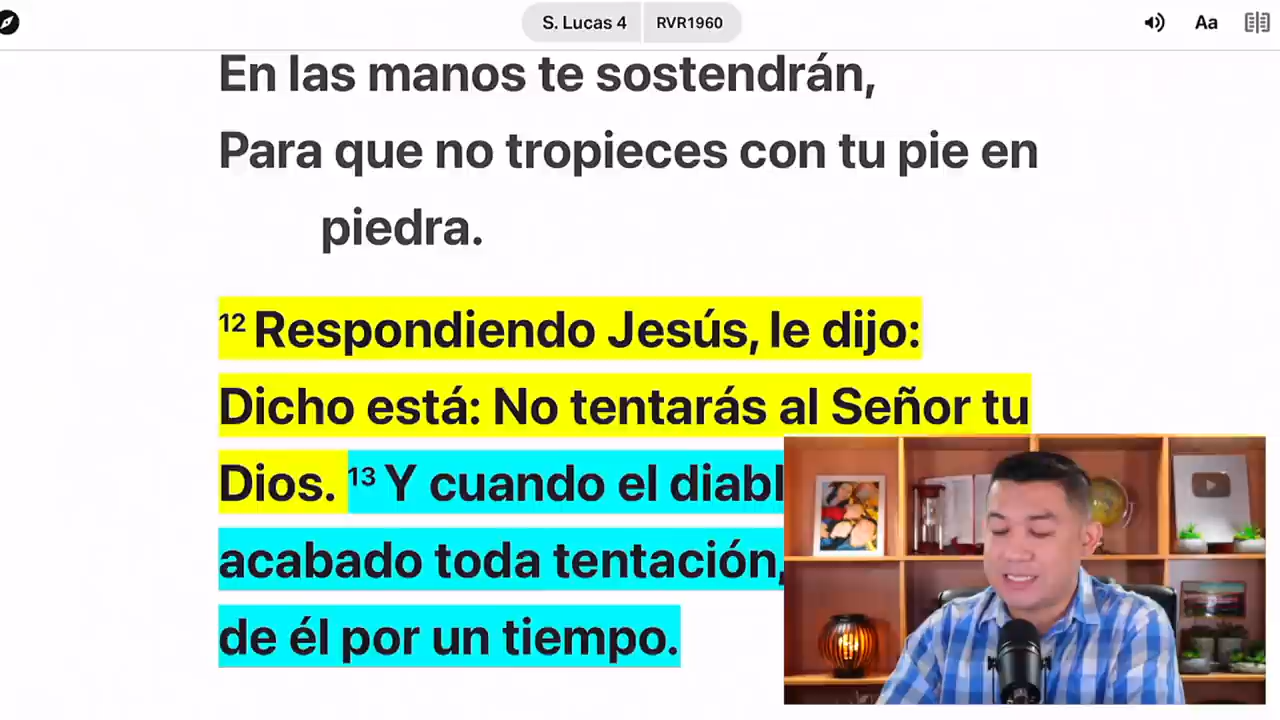 S. Lucas 4 RVR1960 Aa
En las manos te sostendrán,
Para que no tropieces con tu pie en
piedra.
12 Respondiendo Jesús, le dijo:
Dicho está: No tentarás al Señor tu
Dios. 13 Y cuando el diabl
acabado toda tentación,
de él por un tiempo.